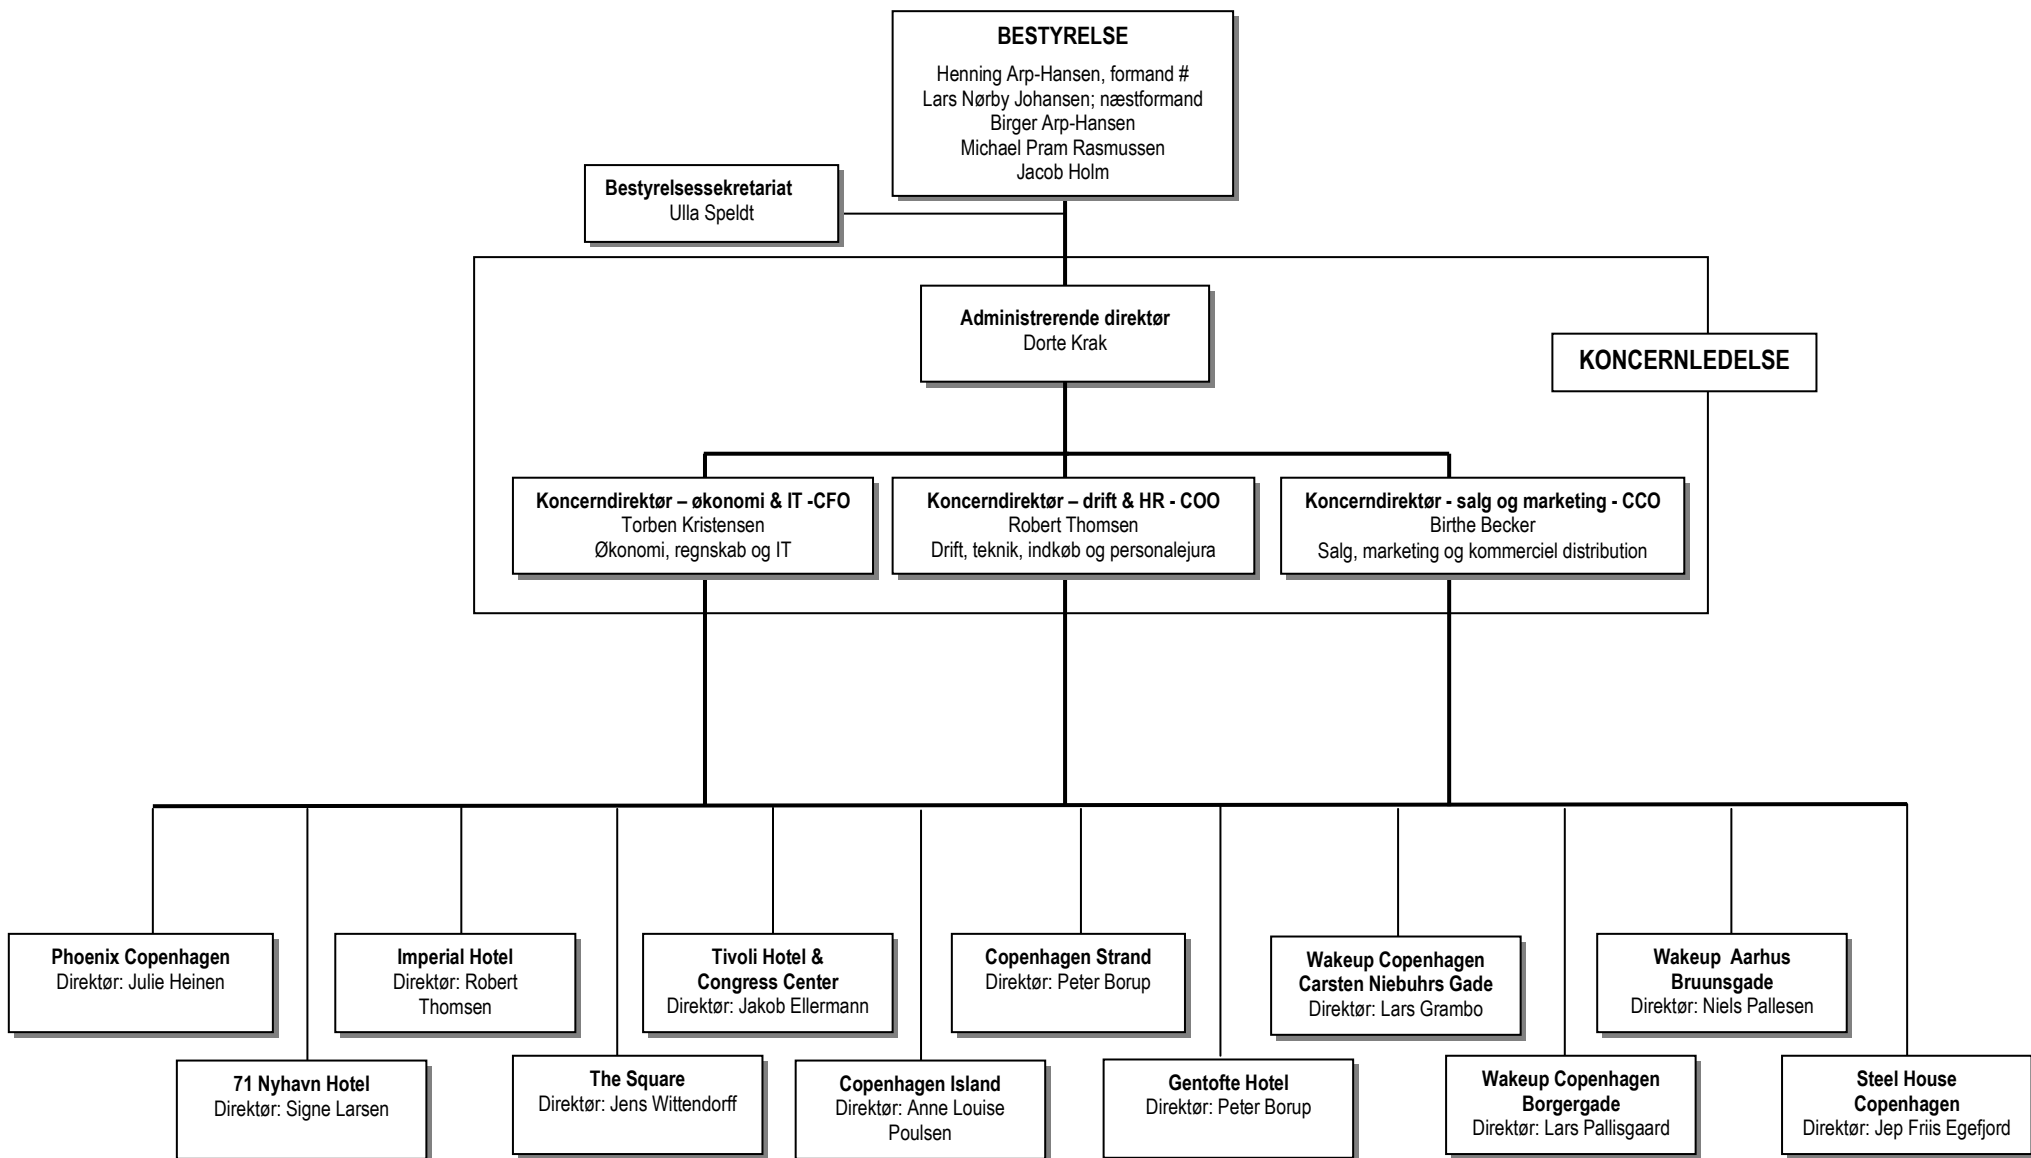 BESTYRELSE
Henning Arp-Hansen, formand #
Lars Nørby Johansen; næstformand
Birger Arp-Hansen
Michael Pram Rasmussen
Jacob Holm
Bestyrelsessekretariat
Ulla Speldt
Administrerende direktør
Dorte Krak
KONCERNLEDELSE
Koncerndirektør – økonomi & IT -CFO
Torben Kristensen
Økonomi, regnskab og IT
Koncerndirektør – drift & HR - COO
Robert Thomsen
Drift, teknik, indkøb og personalejura
Koncerndirektør - salg og marketing - CCO
Birthe Becker
Salg, marketing og kommerciel distribution
Phoenix Copenhagen
Direktør: Julie Heinen
Imperial Hotel
Direktør: Robert
Thomsen
Tivoli Hotel &
Congress Center
Direktør: Jakob Ellermann
Copenhagen Strand
Direktør: Peter Borup
Wakeup Copenhagen
Carsten Niebuhrs Gade
Direktør: Lars Grambo
Wakeup Aarhus
Bruunsgade
Direktør: Niels Pallesen
71 Nyhavn Hotel
Direktør: Signe Larsen
The Square
Direktør: Jens Wittendorff
Copenhagen Island
Direktør: Anne Louise
Poulsen
Gentofte Hotel
Direktør: Peter Borup
Wakeup Copenhagen
Borgergade
Direktør: Lars Pallisgaard
Steel House
Copenhagen
Direktør: Jep Friis Egefjord